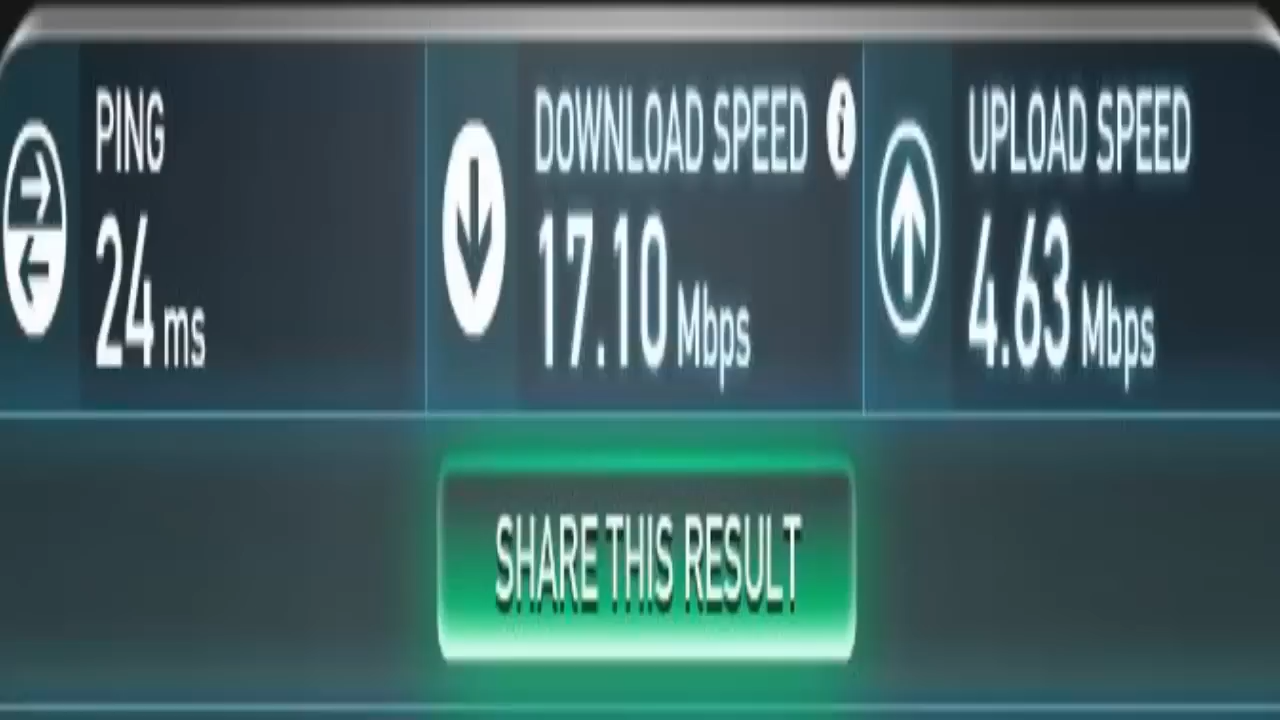 PING
24 ms
DOWNLOAD SPEED i
17.10 Mbps
UPLOAD SPEED
4.63 Mbps
SHARE THIS RESULT